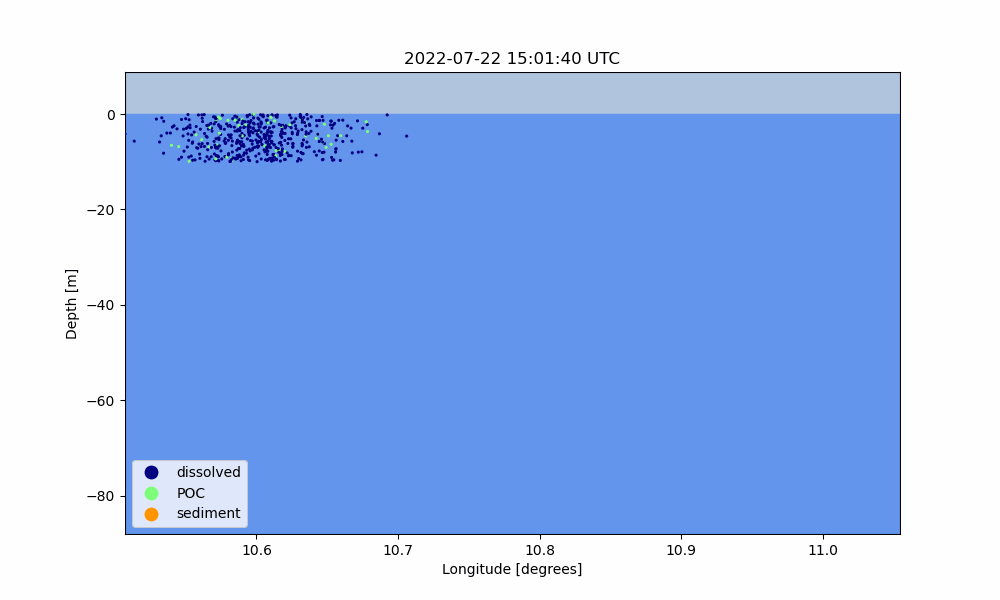 2022-07-22 15:01:40 UTC
0
−20
−40
−60
−80
Depth [m]
dissolved
POC
sediment
10.6 10.7 10.8 10.9 11.0
Longitude [degrees]